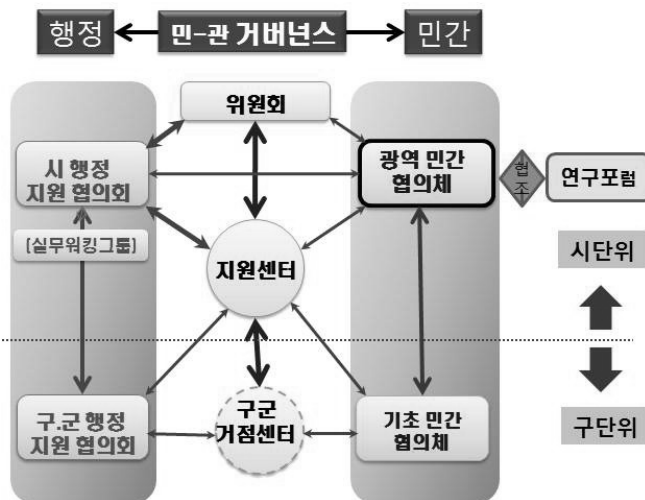 행정
민-관 거버넌스
민간
위원회
시 행정
지원 협의회
광역 민간
협의체
협조
연구포럼
(실무워킹그룹)
지원센터
시단위
구.군 행정
지원 협의회
구군
거점센터
기초 민간
협의체
구단위